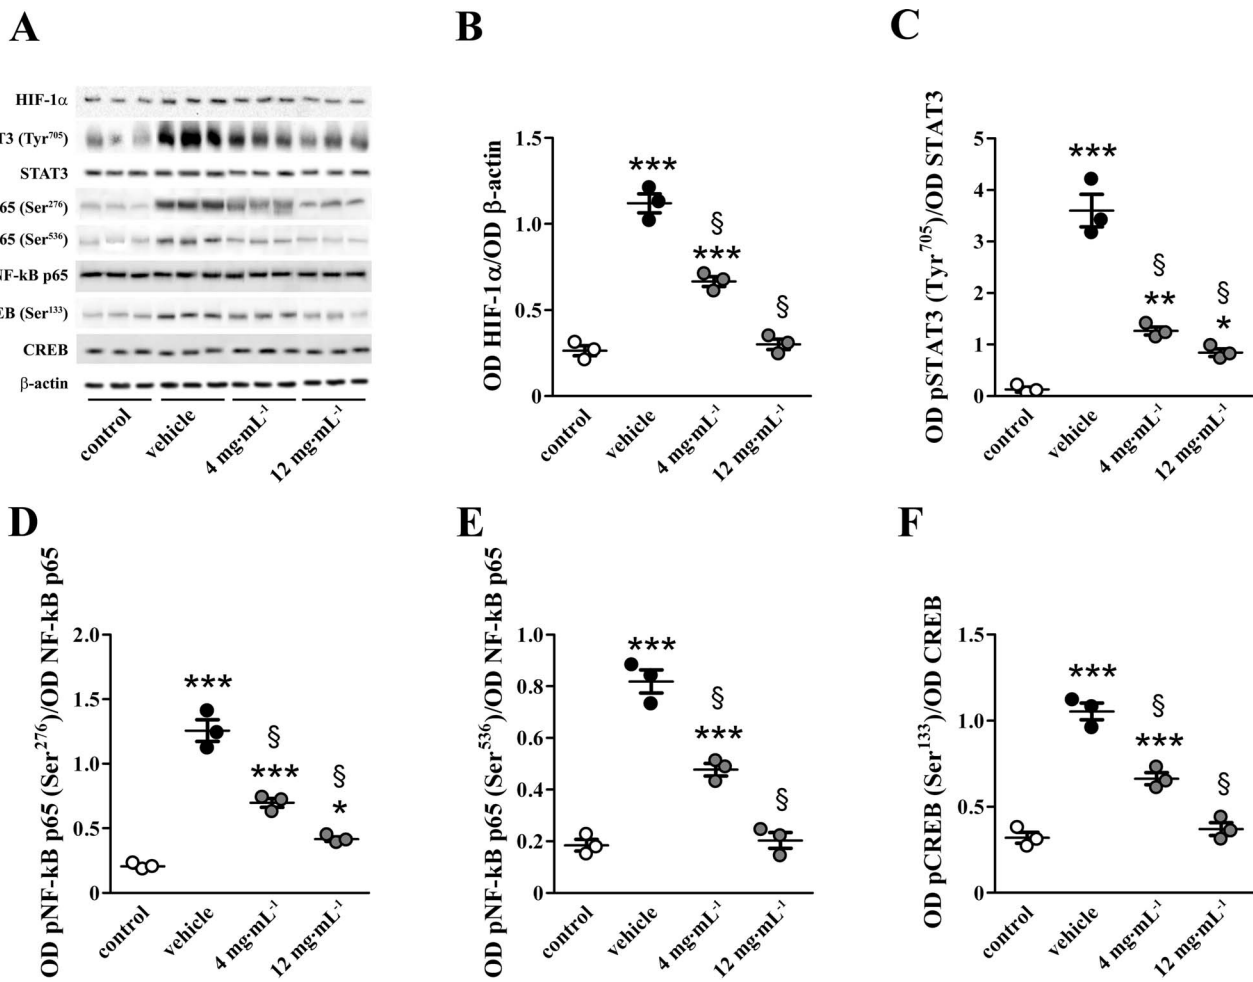 A
HIF-1α
T3 (Tyr⁷⁰⁵)
STAT3
65 (Ser²⁷⁶)
65 (Ser⁵³⁶)
NF-kB p65
EB (Ser¹³³)
CREB
β-actin
control
vehicle
4 mg·mL⁻¹
12 mg·mL⁻¹
B
OD HIF-1α/OD β-actin
1.5
1.0
0.5
0
***
§
***
§
control
vehicle
4 mg·mL⁻¹
12 mg·mL⁻¹
C
OD pSTAT3 (Tyr⁷⁰⁵)/OD STAT3
5
4
3
2
1
0
***
§
**
§
*
control
vehicle
4 mg·mL⁻¹
12 mg·mL⁻¹
D
OD pNF-kB p65 (Ser²⁷⁶)/OD NF-kB p65
2.0
1.5
1.0
0.5
0
***
§
***
§
*
control
vehicle
4 mg·mL⁻¹
12 mg·mL⁻¹
E
OD pNF-kB p65 (Ser⁵³⁶)/OD NF-kB p65
1.0
0.8
0.6
0.4
0.2
0
***
§
***
§
control
vehicle
4 mg·mL⁻¹
12 mg·mL⁻¹
F
OD pCREB (Ser¹³³)/OD CREB
1.5
1.0
0.5
0
***
§
***
§
control
vehicle
4 mg·mL⁻¹
12 mg·mL⁻¹